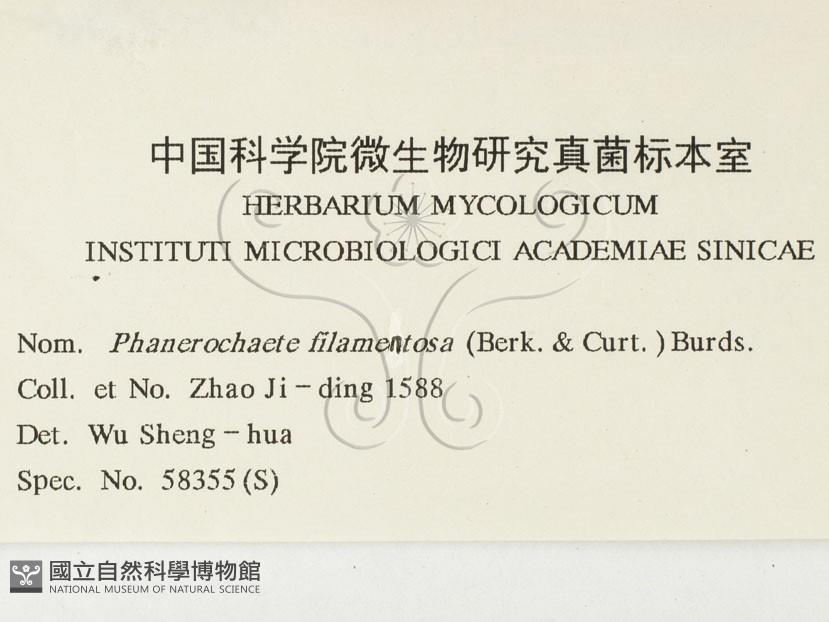 中国科学院微生物研究真菌标本室
HERBARIUM MYCOLOGICUM
INSTITUTI MICROBIOLOGICI ACADEMIAE SINICAE
Nom. Phanerochaete filamentosa (Berk. & Curt.) Burds.
Coll. et No. Zhao Ji-ding 1588
Det. Wu Sheng-hua
Spec. No. 58355(S)
國立自然科學博物館
NATIONAL MUSEUM OF NATURAL SCIENCE